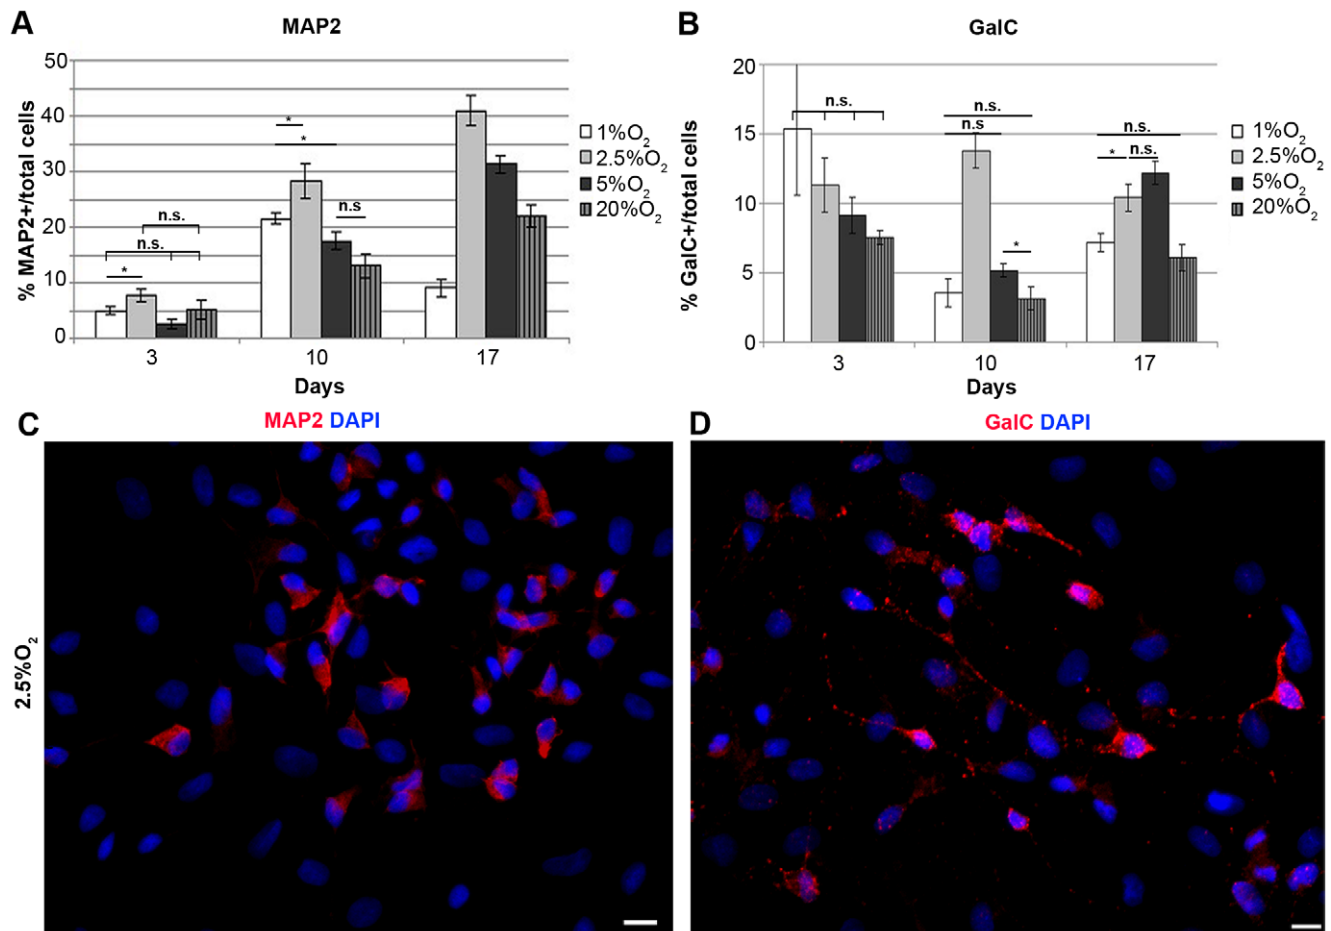 A
MAP2
% MAP2+/total cells
50
40
30
20
10
0
n.s.
n.s.
*
*
*
n.s
3
10
17
Days
1%O₂
2.5%O₂
5%O₂
20%O₂
B
GalC
% GalC+/total cells
20
15
10
5
0
n.s.
n.s.
n.s
*
n.s.
*
n.s.
3
10
17
Days
1%O₂
2.5%O₂
5%O₂
20%O₂
C
MAP2 DAPI
2.5%O₂
D
GalC DAPI